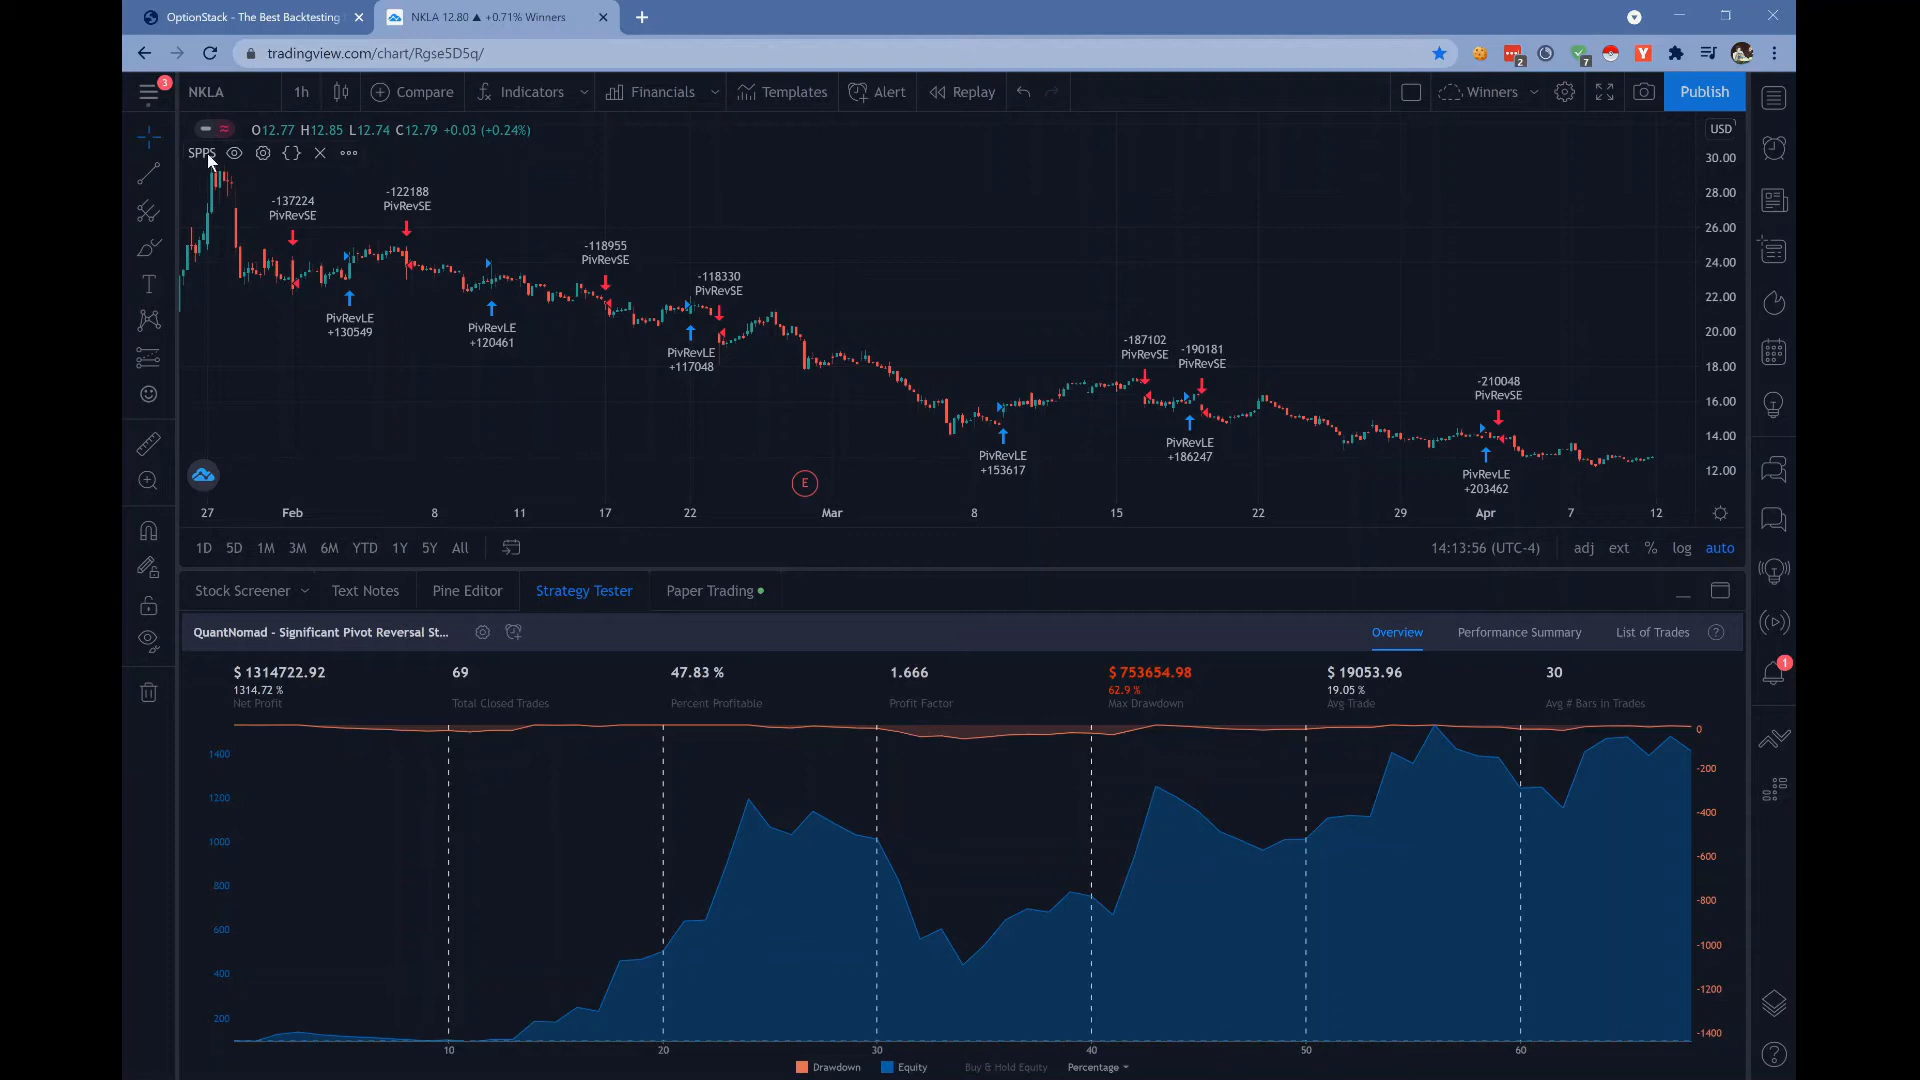 OptionStack - The Best Backtesting
NKLA 12.80 ▲ +0.71% Winners
tradingview.com/chart/Rgse5D5q/
2
7
3
NKLA
1h
Compare
Indicators
Financials
Templates
Alert
Replay
Winners
Publish
O12.77 H12.85 L12.74 C12.79 +0.03 (+0.24%)
SPPS
USD
30.00
28.00
26.00
24.00
22.00
20.00
18.00
16.00
14.00
12.00
-137224
PivRevSE
-122188
PivRevSE
-118955
PivRevSE
-118330
PivRevSE
-187102
PivRevSE
-190181
PivRevSE
-210048
PivRevSE
PivRevLE
+130549
PivRevLE
+120461
PivRevLE
+117048
PivRevLE
+153617
PivRevLE
+186247
PivRevLE
+203462
E
27 Feb 8 11 17 22 Mar 8 15 22 29 Apr 7 12
1D 5D 1M 3M 6M YTD 1Y 5Y All
14:13:56 (UTC-4) adj ext % log auto
Stock Screener Text Notes Pine Editor Strategy Tester Paper Trading
QuantNomad - Significant Pivot Reversal St...
Overview Performance Summary List of Trades
1
$ 1314722.92
1314.72 %
Net Profit
69
Total Closed Trades
47.83 %
Percent Profitable
1.666
Profit Factor
$ 753654.98
62.9 %
Max Drawdown
$ 19053.96
19.05 %
Avg Trade
30
Avg # Bars in Trades
1400
1200
1000
800
600
400
200
0
-200
-400
-600
-800
-1000
-1200
-1400
10 20 30 40 50 60
Drawdown Equity Buy & Hold Equity Percentage